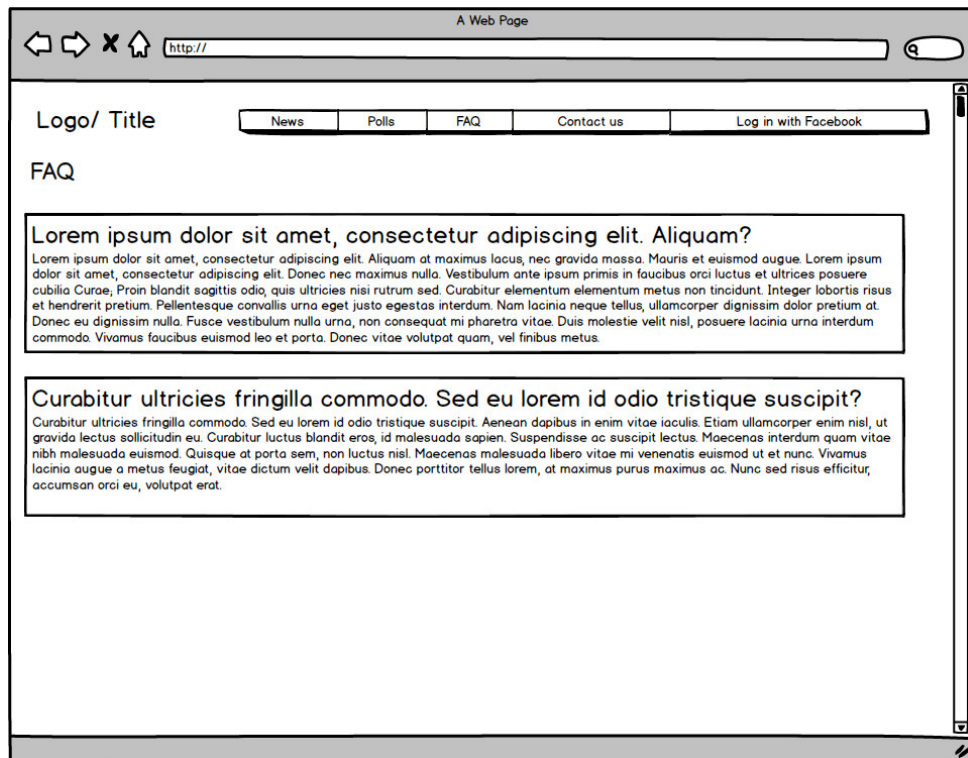 A Web Page
http://
Logo/ Title
News Polls FAQ Contact us Log in with Facebook
FAQ
Lorem ipsum dolor sit amet, consectetur adipiscing elit. Aliquam?
Lorem ipsum dolor sit amet, consectetur adipiscing elit. Aliquam at maximus lacus, nec gravida massa. Mauris et euismod augue. Lorem ipsum
dolor sit amet, consectetur adipiscing elit. Donec nec maximus nulla. Vestibulum ante ipsum primis in faucibus orci luctus et ultrices posuere
cubilia Curae; Proin blandit sagittis odio, quis ultricies nisi rutrum sed. Curabitur elementum elementum metus non tincidunt. Integer lobortis risus
et hendrerit pretium. Pellentesque convallis urna eget justo egestas interdum. Nam lacinia neque tellus, ullamcorper dignissim dolor pretium at.
Donec eu dignissim nulla. Fusce vestibulum nulla urna, non consequat mi pharetra vitae. Duis molestie velit nisl, posuere lacinia urna interdum
commodo. Vivamus faucibus euismod leo et porta. Donec vitae volutpat quam, vel finibus metus.
Curabitur ultricies fringilla commodo. Sed eu lorem id odio tristique suscipit?
Curabitur ultricies fringilla commodo. Sed eu lorem id odio tristique suscipit. Aenean dapibus in enim vitae iaculis. Etiam ullamcorper enim nisl, ut
gravida lectus sollicitudin eu. Curabitur luctus blandit eros, id malesuada sapien. Suspendisse ac suscipit lectus. Maecenas interdum quam vitae
nibh malesuada euismod. Quisque at porta sem, non luctus nisl. Maecenas malesuada libero vitae mi venenatis euismod ut et nunc. Vivamus
lacinia augue a metus feugiat, vitae dictum velit dapibus. Donec porttitor tellus lorem, at maximus purus maximus ac. Nunc sed risus efficitur,
accumsan orci eu, volutpat erat.